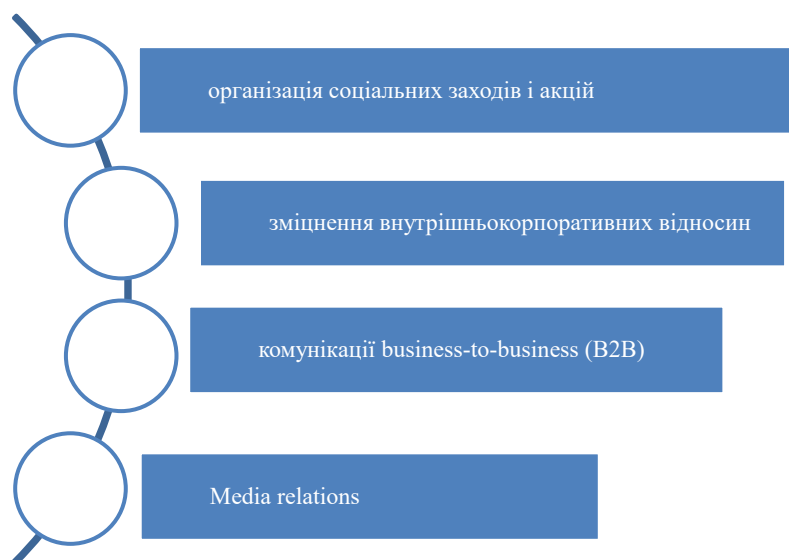 організація соціальних заходів і акцій
зміцнення внутрішньокорпоративних відносин
комунікації business-to-business (B2B)
Media relations